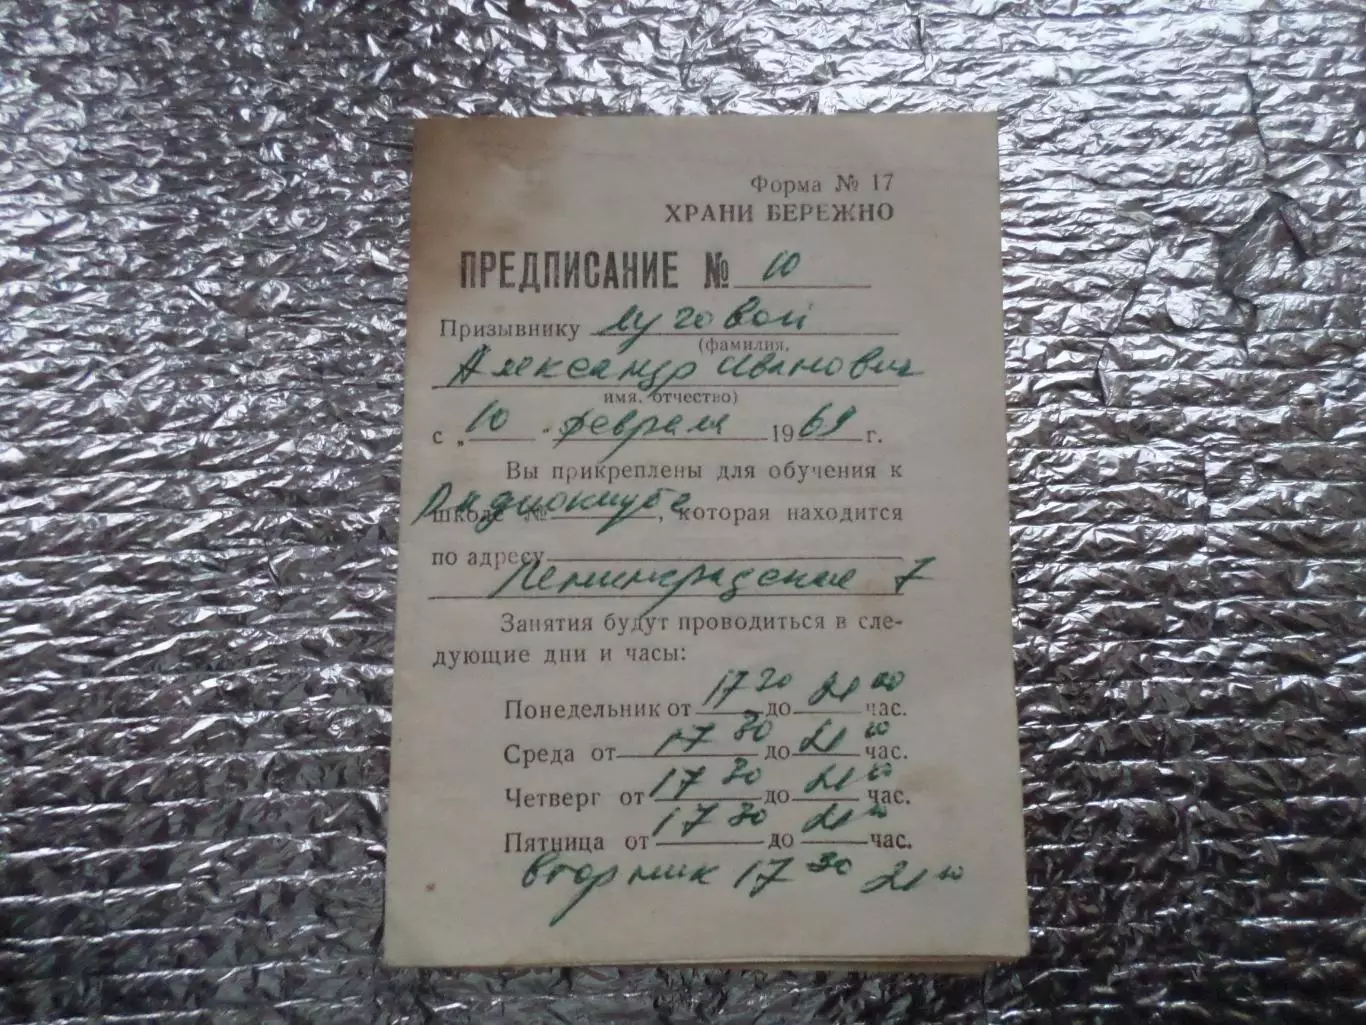 Форма № 17
ХРАНИ БЕРЕЖНО
ПРЕДПИСАНИЕ № 10
Призывнику Луговой
(фамилия,
Александр Иванович
имя, отчество)
с „10" февраля 1969 г.
Вы прикреплены для обучения к
Радиоклубе
школе №, которая находится
по адресу
Ленинградская 7
Занятия будут проводиться в сле-
дующие дни и часы:
Понедельник от 17 30 до 21 00 час.
Среда от 17 30 до 21 00 час.
Четверг от 17 30 до 21 00 час.
Пятница от 17 30 до 21 00 час.
вторник 17 30 21 00